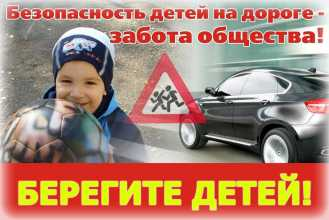 Безопасность детей на дороге -
забота общества!
БЕРЕГИТЕ ДЕТЕЙ!